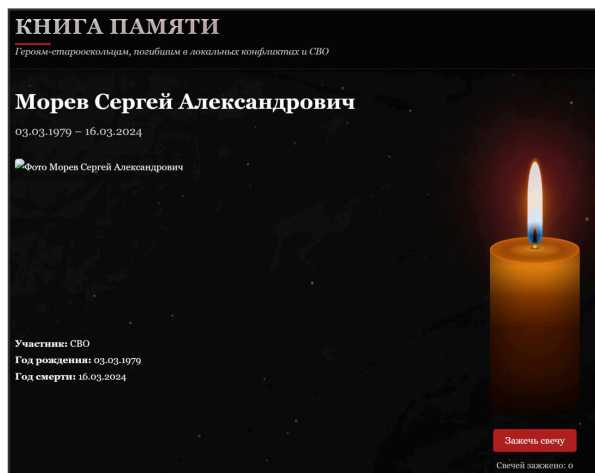 КНИГА ПАМЯТИ
Героям-старооскольцам, погибшим в локальных конфликтах и СВО
Морев Сергей Александрович
03.03.1979 – 16.03.2024
Фото Морев Сергей Александрович
Участник: СВО
Год рождения: 03.03.1979
Год смерти: 16.03.2024
Зажечь свечу
Свечей зажжено: 0